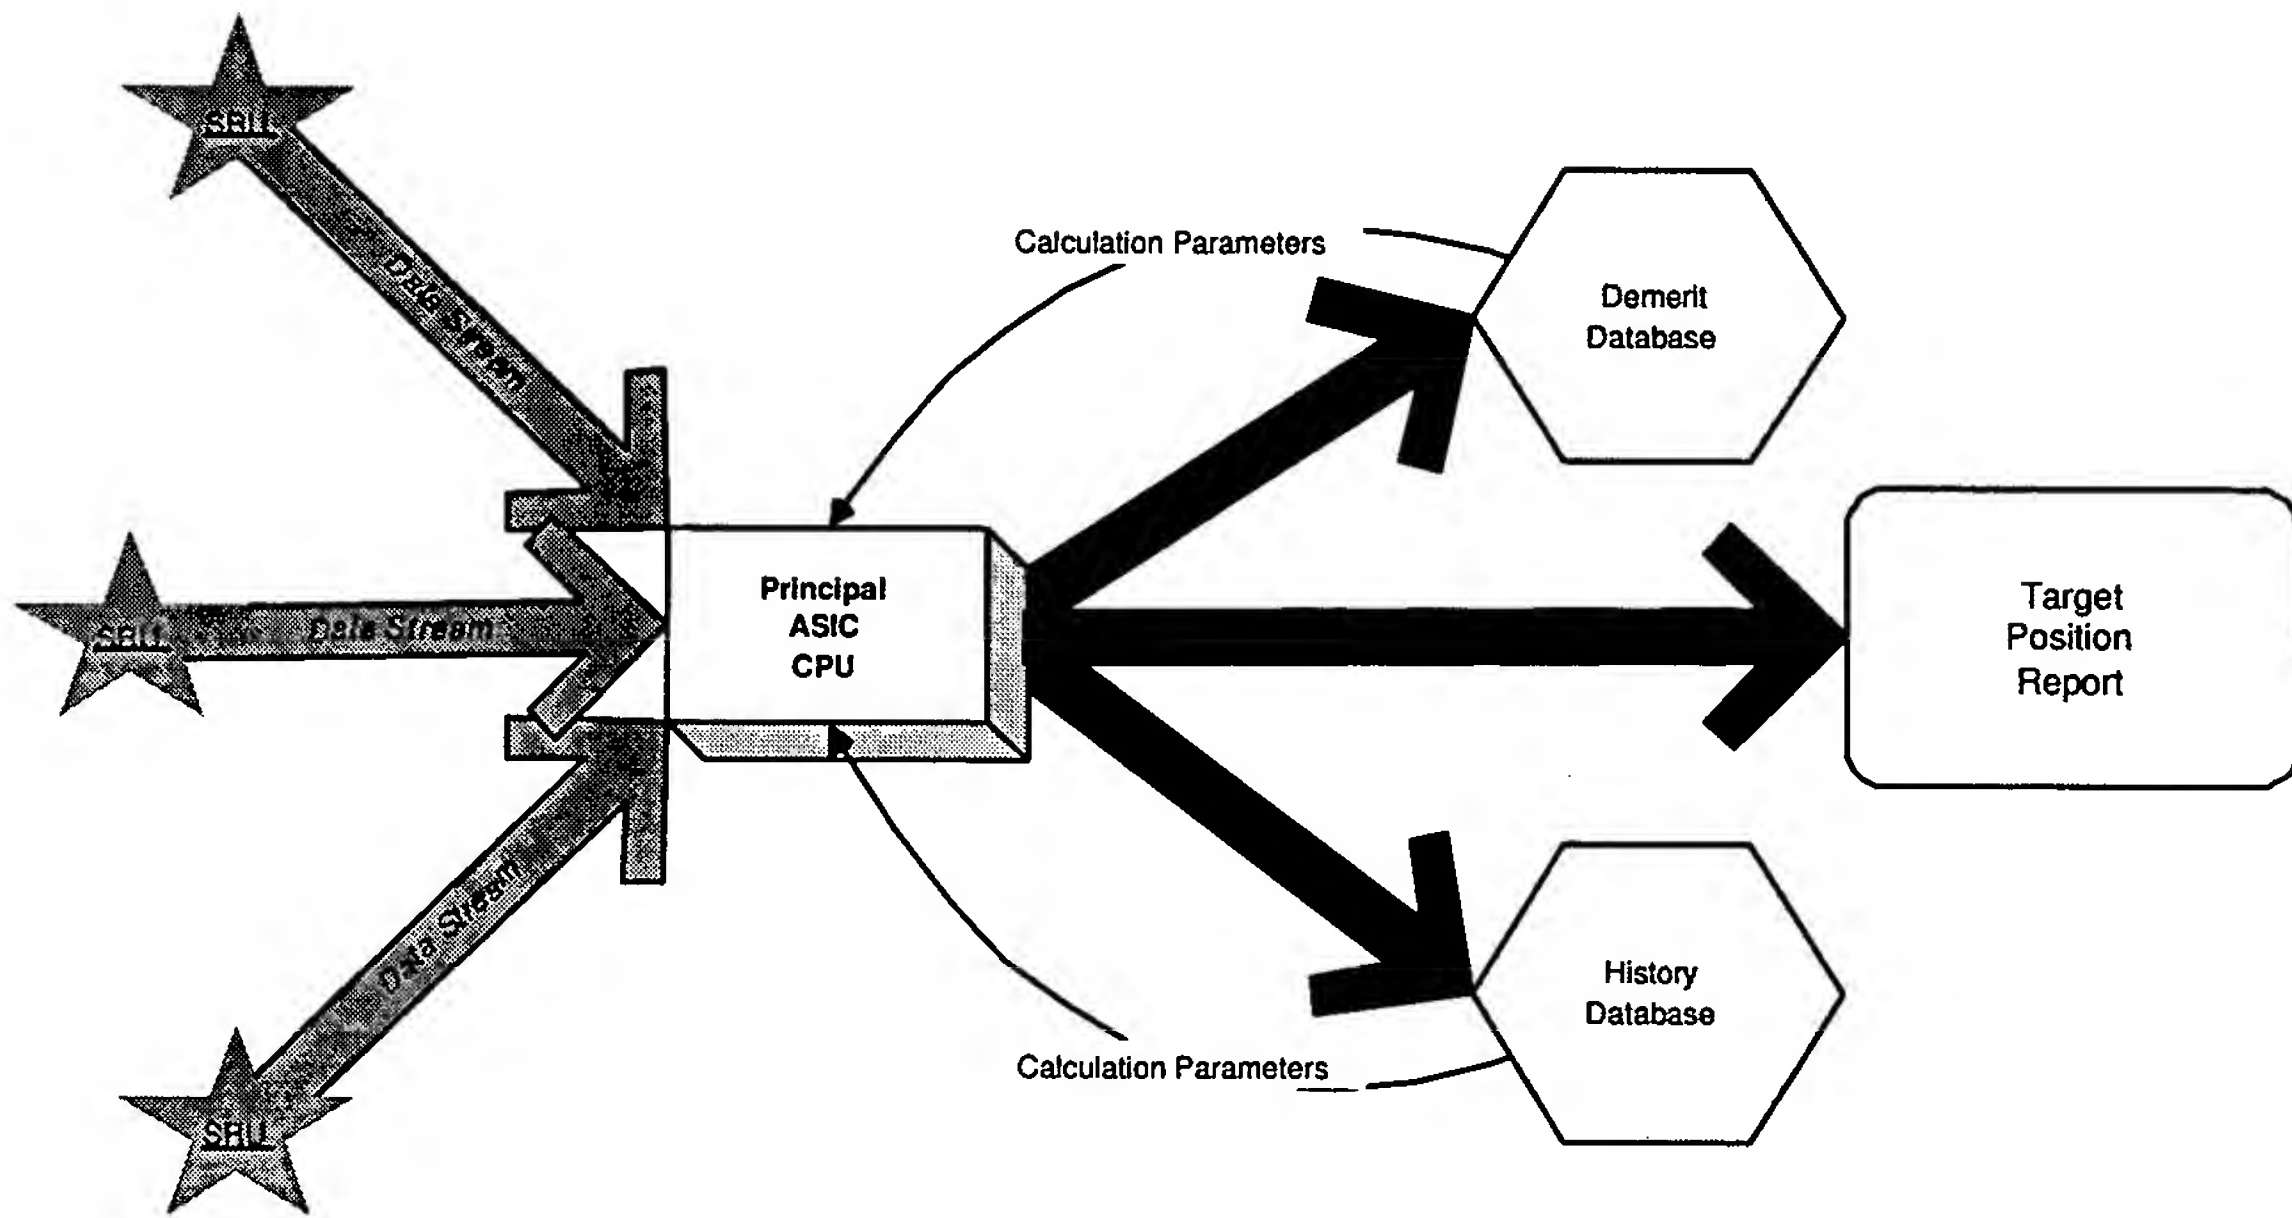 SRU
Data Stream
Calculation Parameters
Demerit
Database
SRU
Data Stream
Principal
ASIC
CPU
Target
Position
Report
Data Stream
History
Database
Calculation Parameters
SRU